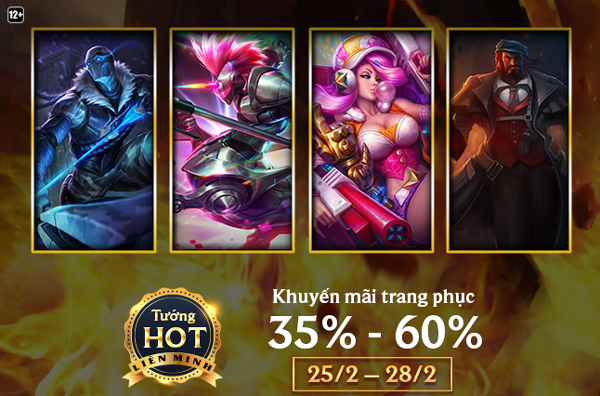 12+
Tướng
HOT
LIÊN MINH
Khuyến mãi trang phục
35% - 60%
25/2 – 28/2